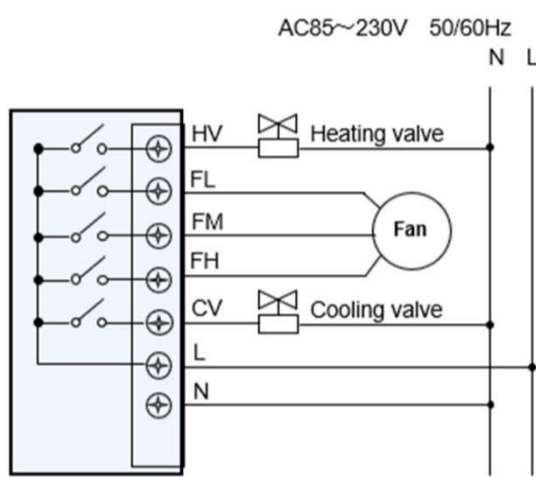 AC85～230V 50/60Hz
N L
HV Heating valve
FL
FM
Fan
FH
CV Cooling valve
L
N